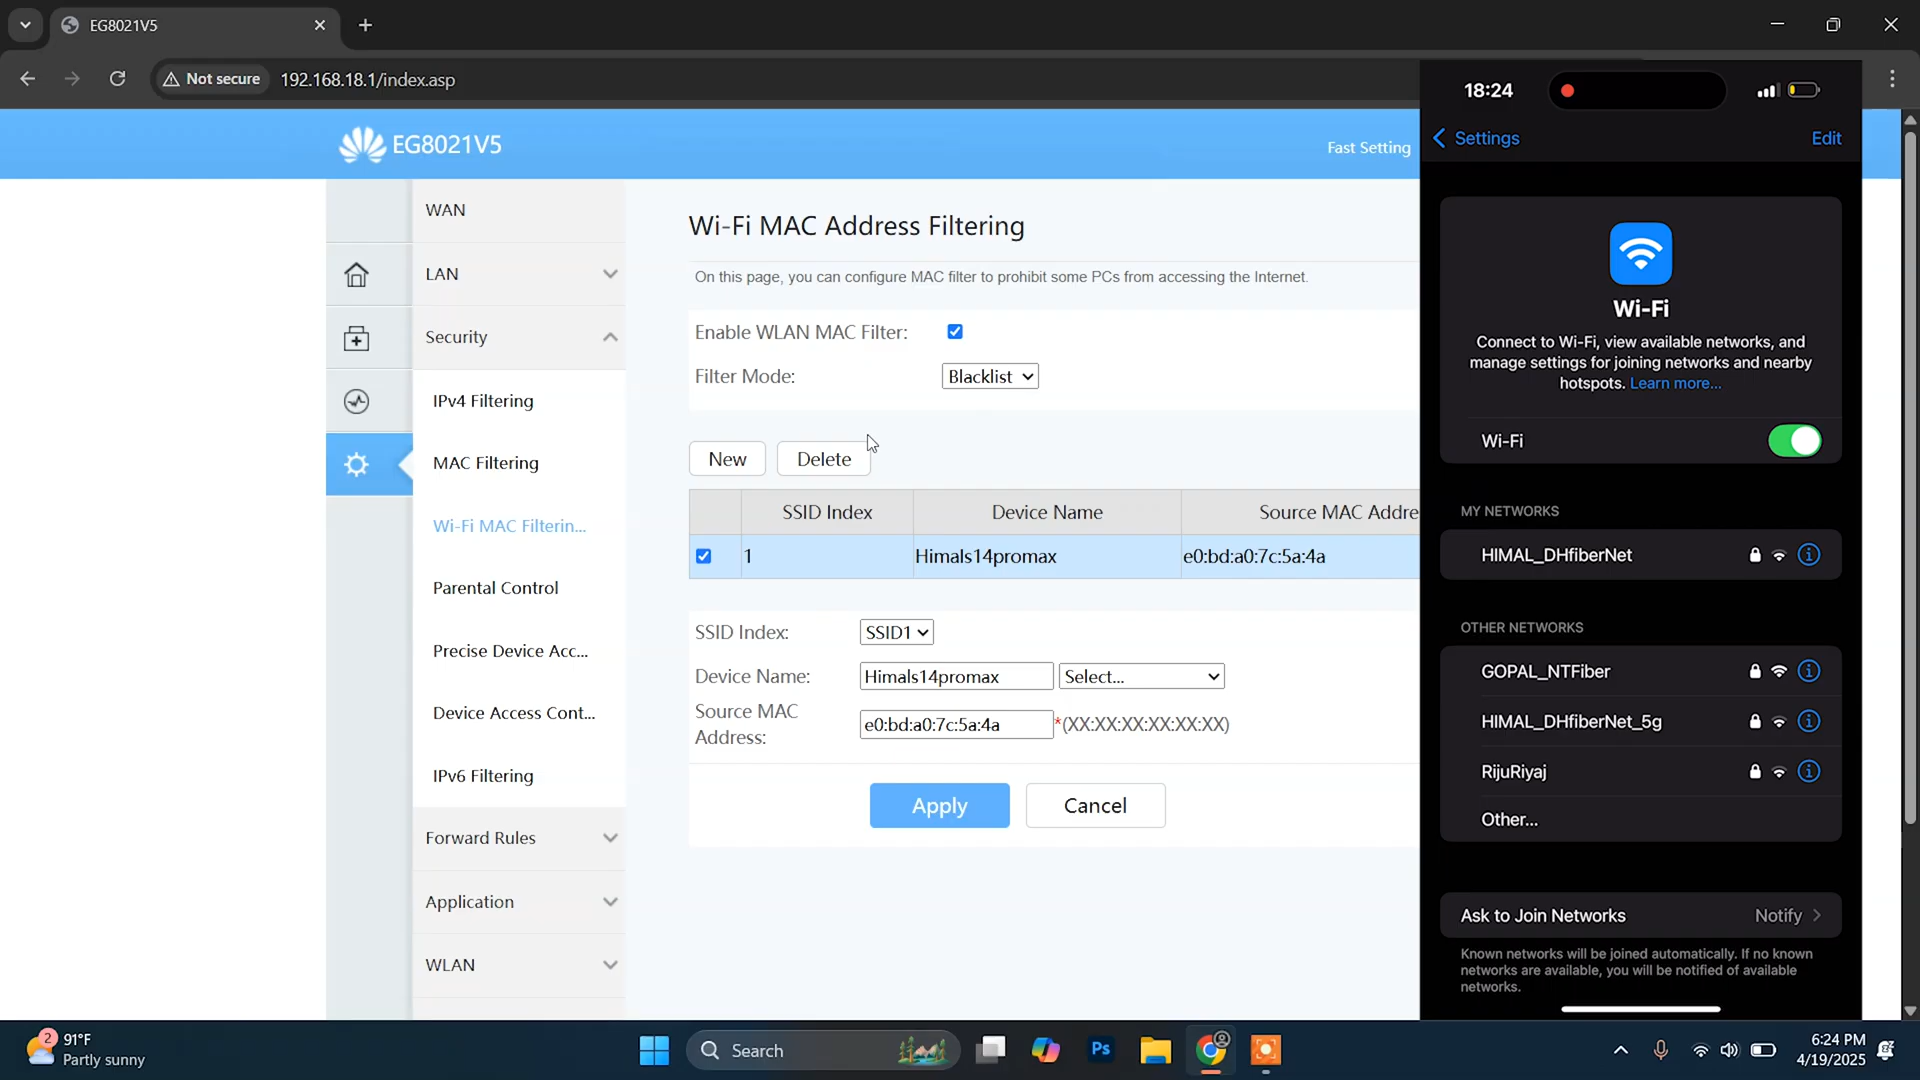 EG8021V5
Not secure
192.168.18.1/index.asp
EG8021V5
Fast Setting
WAN
LAN
Security
IPv4 Filtering
MAC Filtering
Wi-Fi MAC Filterin...
Parental Control
Precise Device Acc...
Device Access Cont...
IPv6 Filtering
Forward Rules
Application
WLAN
Wi-Fi MAC Address Filtering
On this page, you can configure MAC filter to prohibit some PCs from accessing the Internet.
Enable WLAN MAC Filter:
Filter Mode: Blacklist
New Delete
SSID Index Device Name Source MAC Addre
1 Himals14promax e0:bd:a0:7c:5a:4a
SSID Index: SSID1
Device Name: Himals14promax Select...
Source MAC
Address:
e0:bd:a0:7c:5a:4a *(XX:XX:XX:XX:XX:XX)
Apply Cancel
18:24
Settings Edit
Wi-Fi
Connect to Wi-Fi, view available networks, and
manage settings for joining networks and nearby
hotspots. Learn more...
Wi-Fi
MY NETWORKS
HIMAL_DHfiberNet
OTHER NETWORKS
GOPAL_NTFiber
HIMAL_DHfiberNet_5g
RijuRiyaj
Other...
Ask to Join Networks Notify
Known networks will be joined automatically. If no known
networks are available, you will be notified of available
networks.
2
91°F
Partly sunny
Search
Ps
6:24 PM
4/19/2025